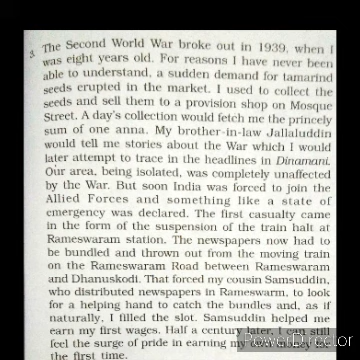 3. The Second World War broke out in 1939, when I
was eight years old. For reasons I have never been
able to understand, a sudden demand for tamarind
seeds erupted in the market. I used to collect the
seeds and sell them to a provision shop on Mosque
Street. A day's collection would fetch me the princely
sum of one anna. My brother-in-law Jallaluddin
would tell me stories about the War which I would
later attempt to trace in the headlines in Dinamani.
Our area, being isolated, was completely unaffected
by the War. But soon India was forced to join the
Allied Forces and something like a state of
emergency was declared. The first casualty came
in the form of the suspension of the train halt at
Rameswaram station. The newspapers now had to
be bundled and thrown out from the moving train
on the Rameswaram Road between Rameswaram
and Dhanuskodi. That forced my cousin Samsuddin,
who distributed newspapers in Rameswarm, to look
for a helping hand to catch the bundles and, as if
naturally, I filled the slot. Samsuddin helped me
earn my first wages. Half a century later, I can still
feel the surge of pride in earning my own money for
the first time.
PowerDirector